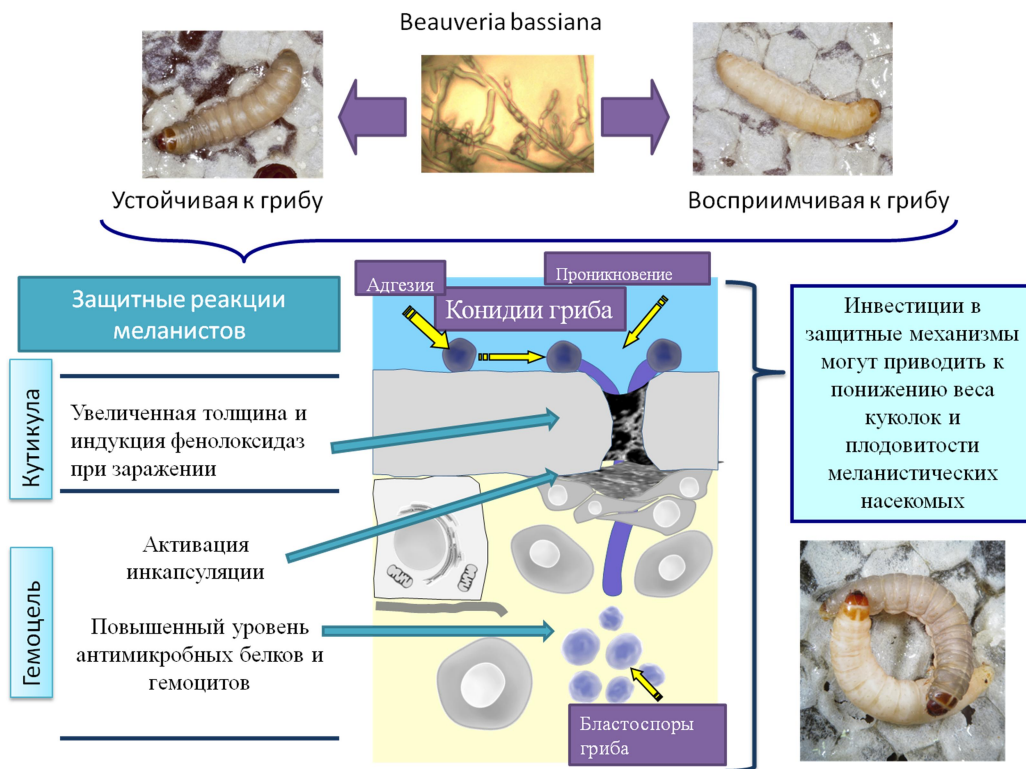 Beauveria bassiana
Устойчивая к грибу
Восприимчивая к грибу
Защитные реакции
меланистов
Адгезия
Проникновение
Конидии гриба
Инвестиции в
защитные механизмы
могут приводить к
понижению веса
куколок и
плодовитости
меланистических
насекомых
Кутикула
Увеличенная толщина и
индукция фенолоксидаз
при заражении
Гемоцель
Активация
инкапсуляции
Повышенный уровень
антимикробных белков и
гемоцитов
Бластоспоры
гриба